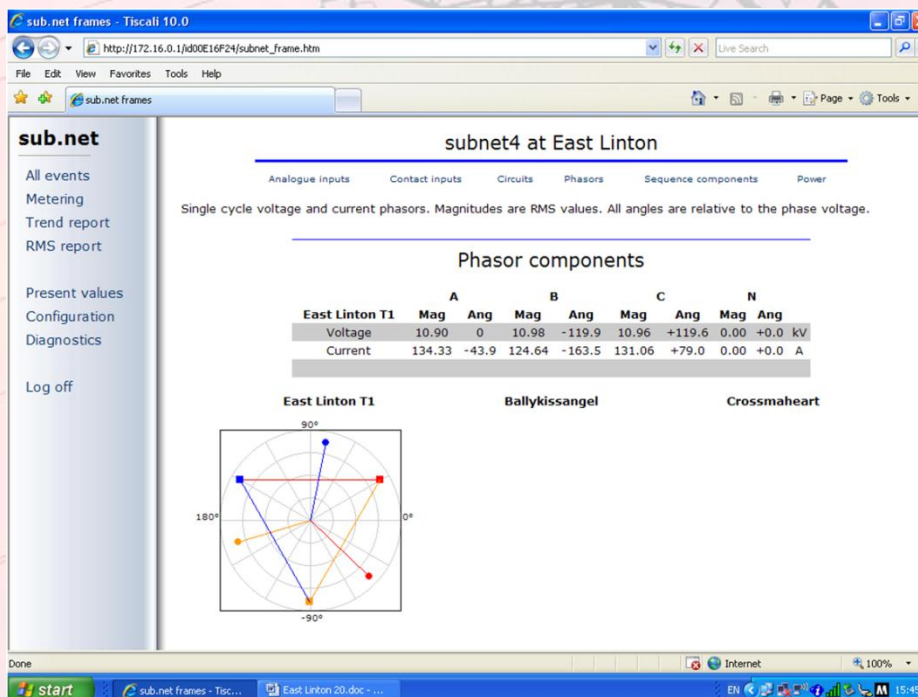 sub.net frames - Tiscali 10.0
http://172.16.0.1/id00E16F24/subnet_frame.htm
Live Search
File Edit View Favorites Tools Help
sub.net frames
Page
Tools
sub.net
All events
Metering
Trend report
RMS report
Present values
Configuration
Diagnostics
Log off
subnet4 at East Linton
Analogue inputs Contact inputs Circuits Phasors Sequence components Power
Single cycle voltage and current phasors. Magnitudes are RMS values. All angles are relative to the phase voltage.
Phasor components
A B C N
East Linton T1 Mag Ang Mag Ang Mag Ang Mag Ang
Voltage 10.90 0 10.98 -119.9 10.96 +119.6 0.00 +0.0 kV
Current 134.33 -43.9 124.64 -163.5 131.06 +79.0 0.00 +0.0 A
East Linton T1 Ballykissangel Crossmaheart
90°
180° 0°
-90°
Done Internet 100%
start sub.net frames - Tisc... East Linton 20.doc - ... EN 15:45